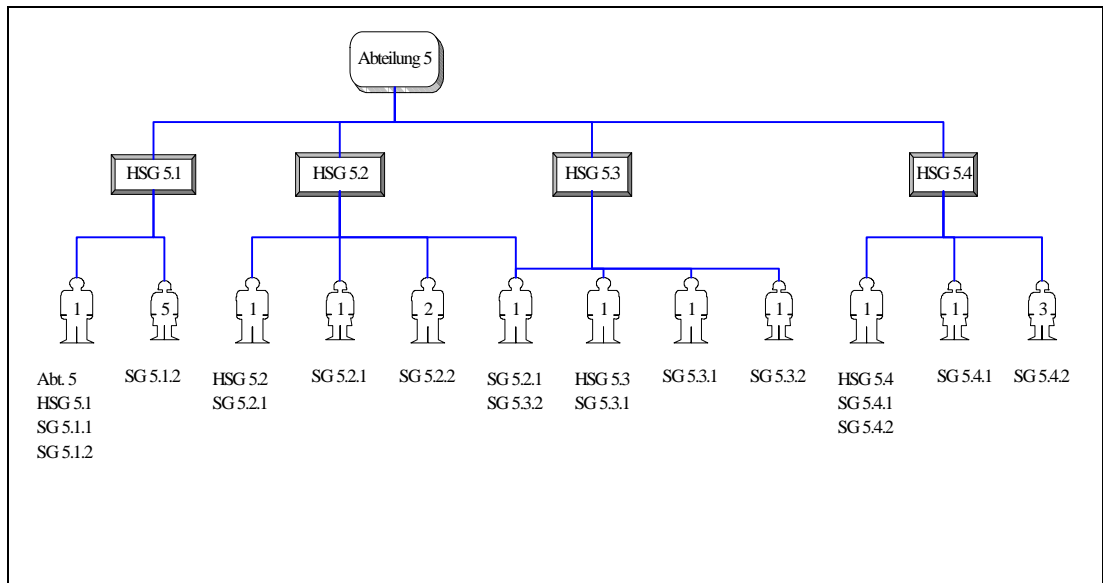 Abteilung 5
HSG 5.1
HSG 5.2
HSG 5.3
HSG 5.4
1
5
1
1
2
1
1
1
1
1
1
3
Abt. 5
HSG 5.1
SG 5.1.1
SG 5.1.2
SG 5.1.2
HSG 5.2
SG 5.2.1
SG 5.2.1
SG 5.2.2
SG 5.2.1
SG 5.3.2
HSG 5.3
SG 5.3.1
SG 5.3.1
SG 5.3.2
HSG 5.4
SG 5.4.1
SG 5.4.2
SG 5.4.1
SG 5.4.2